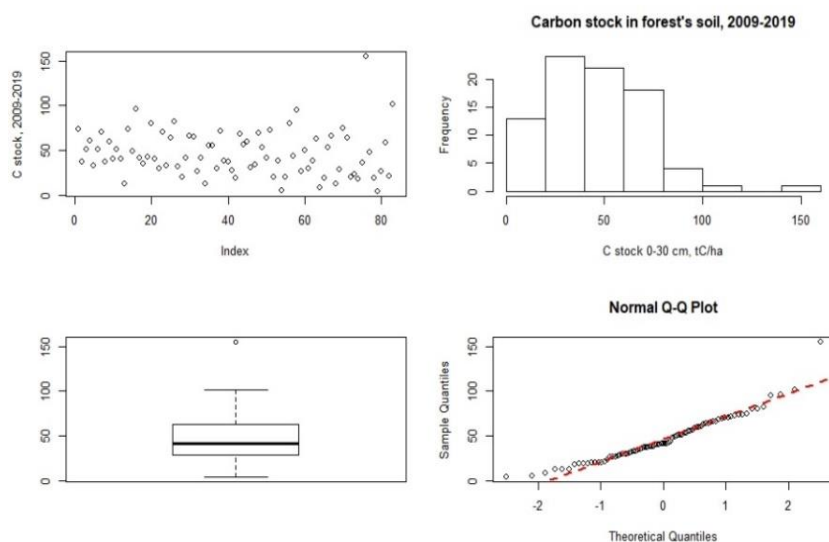 C stock, 2009-2019
0 50 100 150
0 20 40 60 80
Index
Carbon stock in forest's soil, 2009-2019
Frequency
0 5 10 15 20
0 50 100 150
C stock 0-30 cm, tC/ha
0 50 100 150
Normal Q-Q Plot
Sample Quantiles
0 50 100 150
-2 -1 0 1 2
Theoretical Quantiles